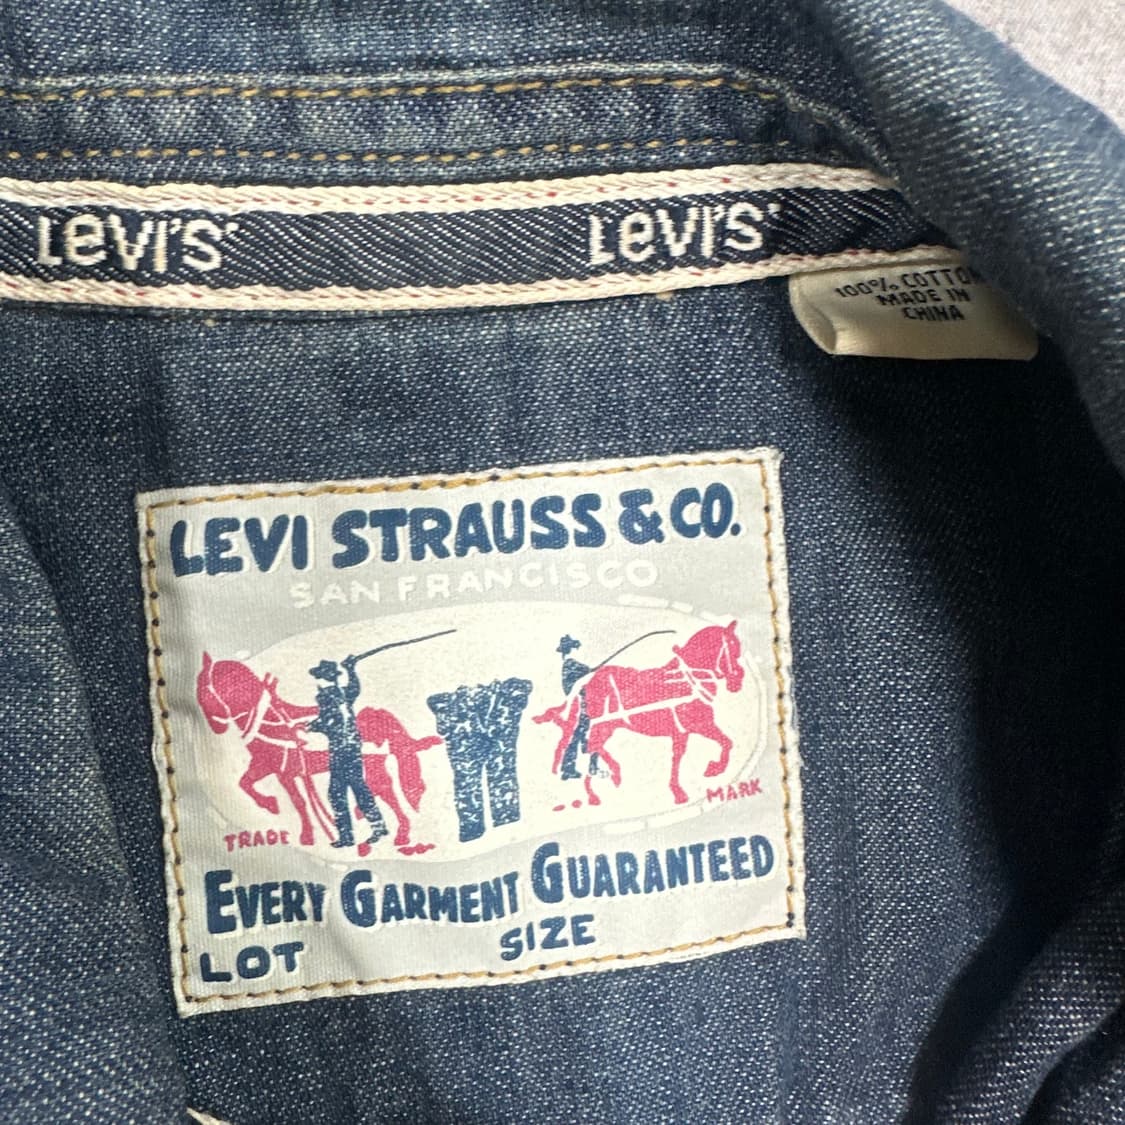 Levi's Levi's
100% COTTON
MADE IN
CHINA
LEVI STRAUSS & CO.
SAN FRANCISCO
TRADE MARK
EVERY GARMENT GUARANTEED
LOT SIZE